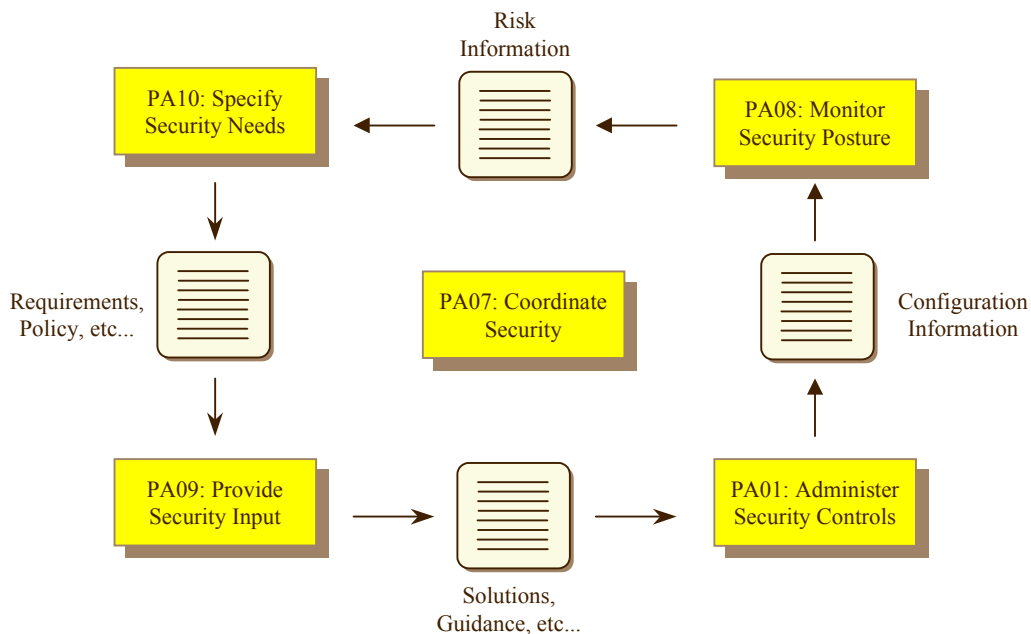 Risk
Information
PA10: Specify
Security Needs
PA08: Monitor
Security Posture
Requirements,
Policy, etc...
PA07: Coordinate
Security
Configuration
Information
PA09: Provide
Security Input
PA01: Administer
Security Controls
Solutions,
Guidance, etc...